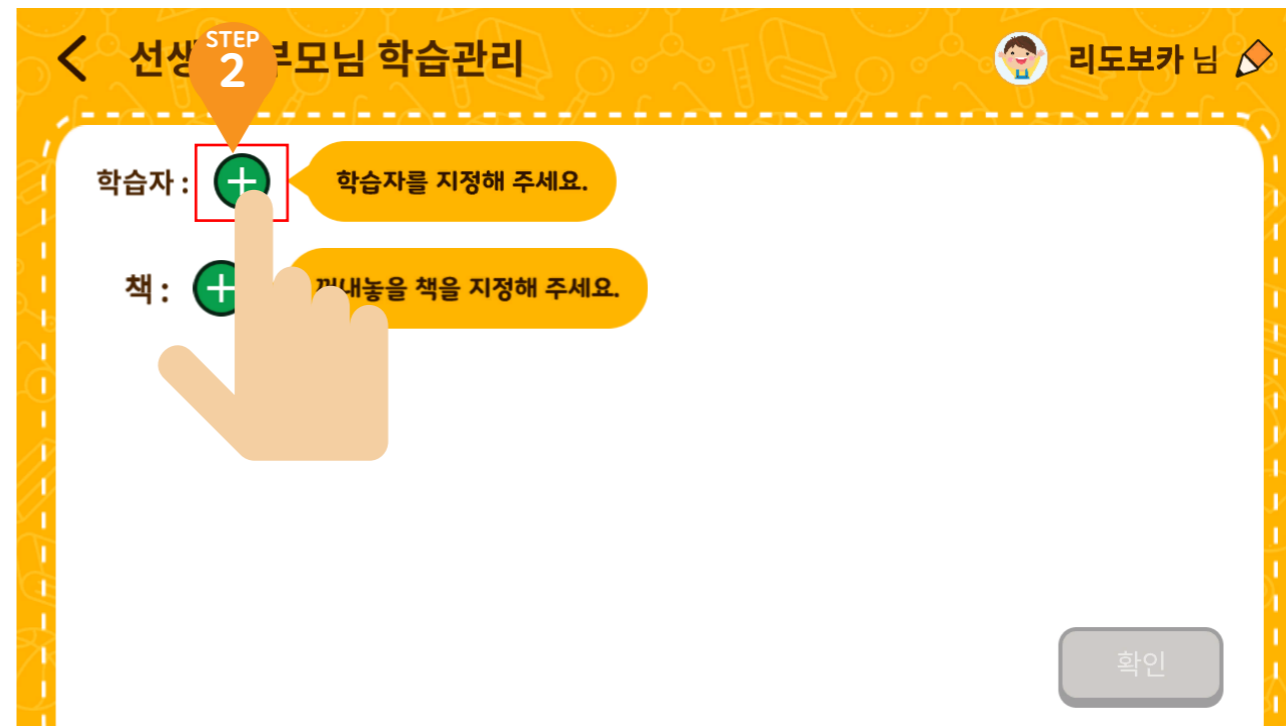 선생 부모님 학습관리
STEP
2
리도보카 님
학습자 :
학습자를 지정해 주세요.
책 :
꺼내놓을 책을 지정해 주세요.
확인